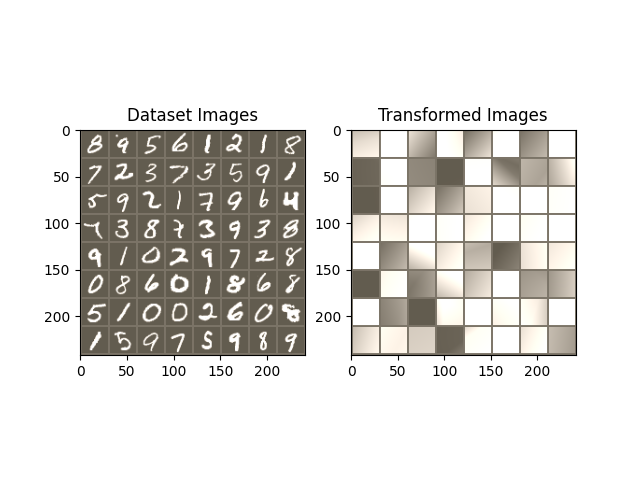 Dataset Images
Transformed Images
0
50
100
150
200
0 50 100 150 200
0
50
100
150
200
0 50 100 150 200
8 9 5 6 1 2 1 8
7 2 3 7 3 5 9 1
5 9 2 1 7 9 6 4
7 3 8 7 3 9 3 8
9 1 0 2 9 7 2 8
0 8 6 0 1 8 6 8
5 1 0 0 2 6 0 8
1 5 9 7 5 9 8 9